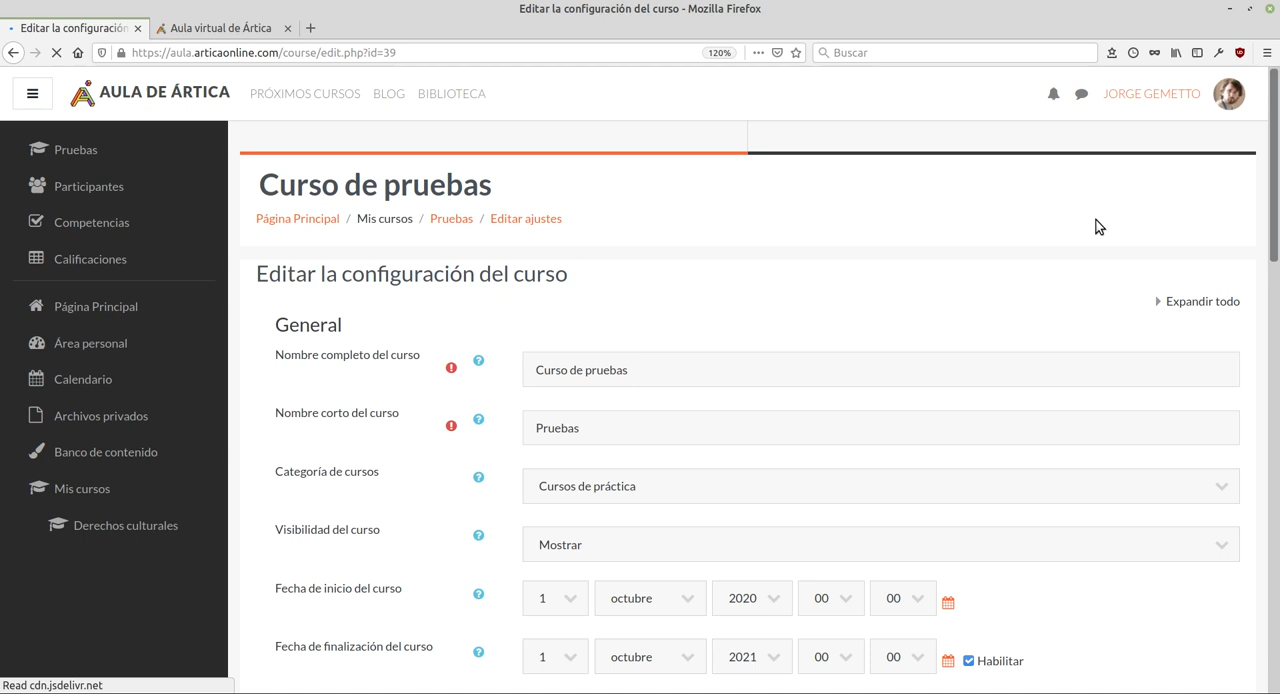 Editar la configuración del curso - Mozilla Firefox
Editar la configuración
Aula virtual de Ártica
https://aula.articaonline.com/course/edit.php?id=39
120%
Buscar
AULA DE ÁRTICA
PRÓXIMOS CURSOS
BLOG
BIBLIOTECA
JORGE GEMETTO
Pruebas
Participantes
Competencias
Calificaciones
Página Principal
Área personal
Calendario
Archivos privados
Banco de contenido
Mis cursos
Derechos culturales
Curso de pruebas
Página Principal / Mis cursos / Pruebas / Editar ajustes
Editar la configuración del curso
Expandir todo
General
Nombre completo del curso
Curso de pruebas
Nombre corto del curso
Pruebas
Categoría de cursos
Cursos de práctica
Visibilidad del curso
Mostrar
Fecha de inicio del curso
1 octubre 2020 00 00
Fecha de finalización del curso
1 octubre 2021 00 00 Habilitar
Read cdn.jsdelivr.net